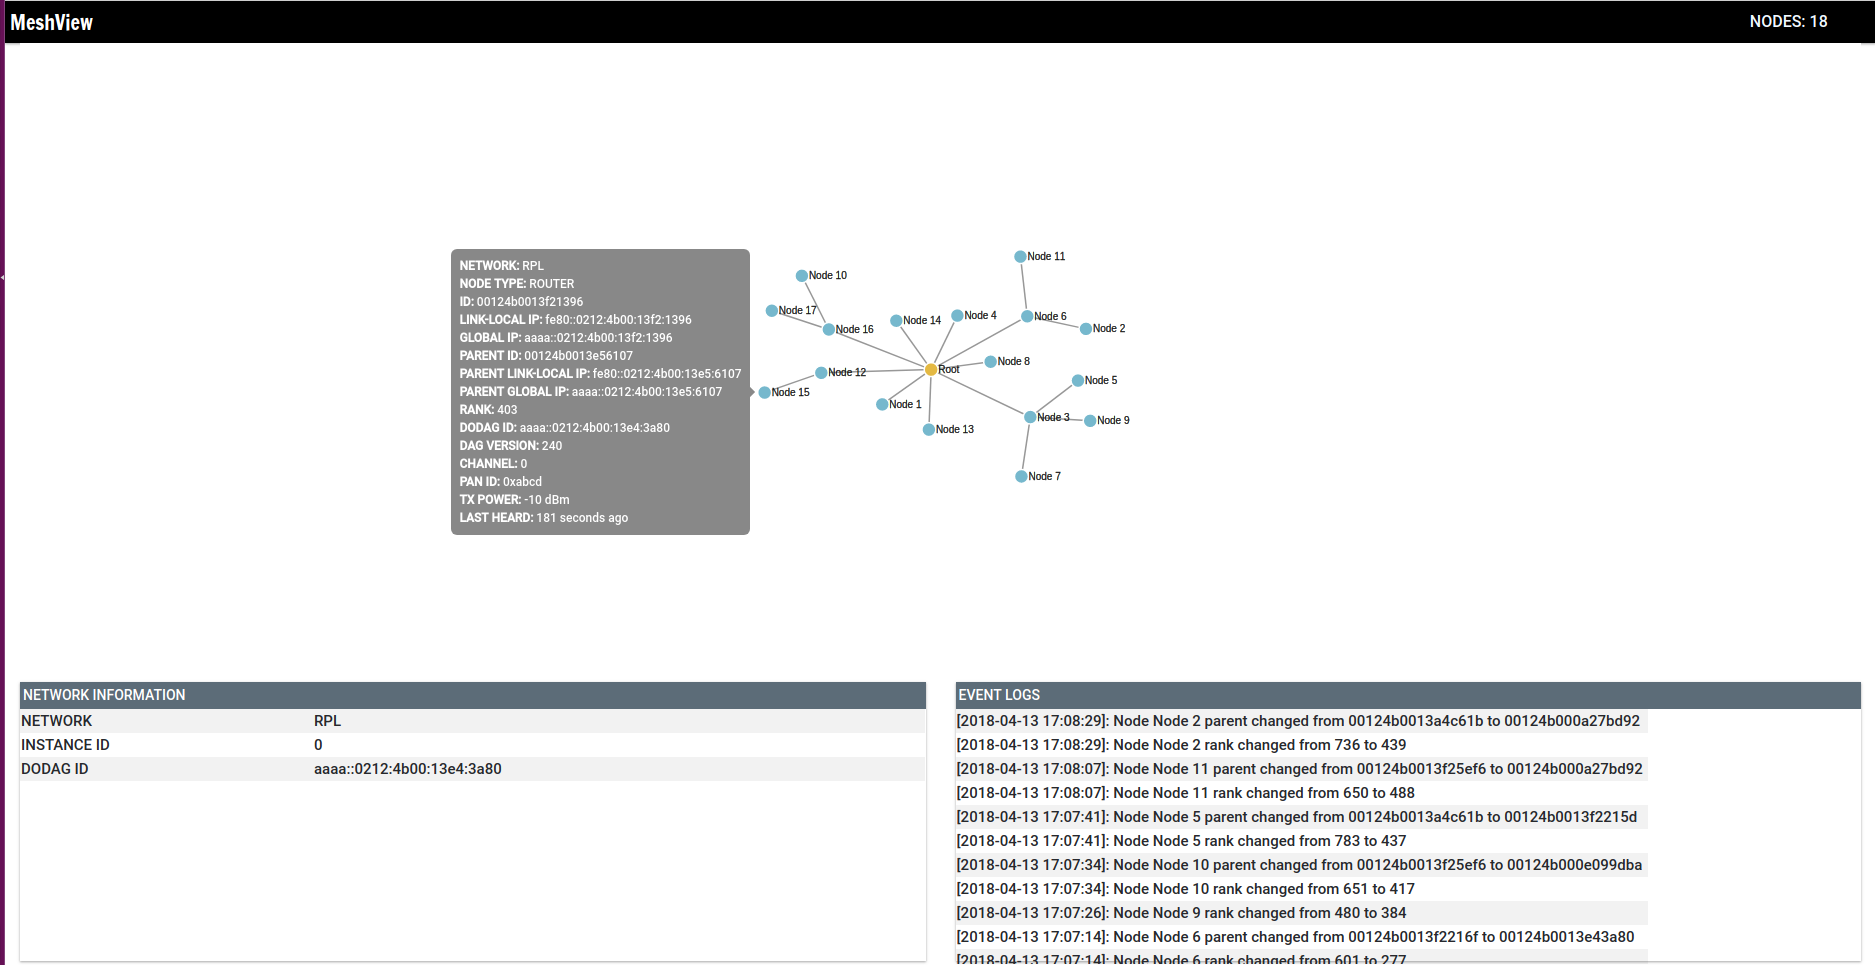 MeshView
NODES: 18
NETWORK: RPL
NODE TYPE: ROUTER
ID: 00124b0013f21396
LINK-LOCAL IP: fe80::0212:4b00:13f2:1396
GLOBAL IP: aaaa::0212:4b00:13f2:1396
PARENT ID: 00124b0013e56107
PARENT LINK-LOCAL IP: fe80::0212:4b00:13e5:6107
PARENT GLOBAL IP: aaaa::0212:4b00:13e5:6107
RANK: 403
DODAG ID: aaaa::0212:4b00:13e4:3a80
DAG VERSION: 240
CHANNEL: 0
PAN ID: 0xabcd
TX POWER: -10 dBm
LAST HEARD: 181 seconds ago
Node 11
Node 10
Node 17
Node 4
Node 6
Node 14
Node 2
Node 16
Node 8
Root
Node 12
Node 5
Node 15
Node 1
Node 3
Node 9
Node 13
Node 7
NETWORK INFORMATION
NETWORK RPL
INSTANCE ID 0
DODAG ID aaaa::0212:4b00:13e4:3a80
EVENT LOGS
[2018-04-13 17:08:29]: Node Node 2 parent changed from 00124b0013a4c61b to 00124b000a27bd92
[2018-04-13 17:08:29]: Node Node 2 rank changed from 736 to 439
[2018-04-13 17:08:07]: Node Node 11 parent changed from 00124b0013f25ef6 to 00124b000a27bd92
[2018-04-13 17:08:07]: Node Node 11 rank changed from 650 to 488
[2018-04-13 17:07:41]: Node Node 5 parent changed from 00124b0013a4c61b to 00124b0013f2215d
[2018-04-13 17:07:41]: Node Node 5 rank changed from 783 to 437
[2018-04-13 17:07:34]: Node Node 10 parent changed from 00124b0013f25ef6 to 00124b000e099dba
[2018-04-13 17:07:34]: Node Node 10 rank changed from 651 to 417
[2018-04-13 17:07:26]: Node Node 9 rank changed from 480 to 384
[2018-04-13 17:07:14]: Node Node 6 parent changed from 00124b0013f2216f to 00124b0013e43a80
[2018-04-13 17:07:14]: Node Node 6 rank changed from 601 to 277